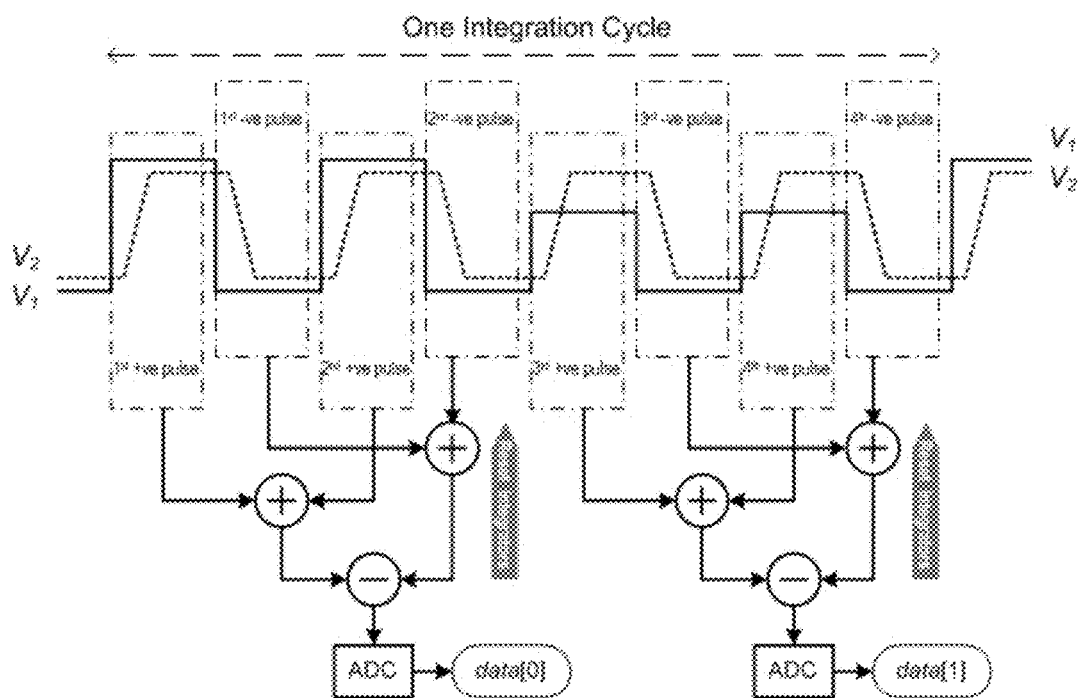 One Integration Cycle
1st -ve pulse
2nd -ve pulse
3rd -ve pulse
4th -ve pulse
V₁
V₂
V₂
V₁
1st +ve pulse
2nd +ve pulse
3rd +ve pulse
4th +ve pulse
+
+
+
+
−
−
ADC
data[0]
ADC
data[1]